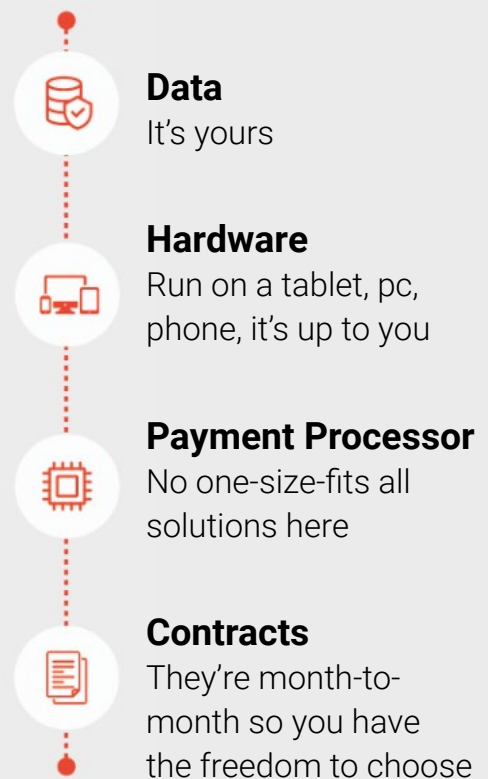 Data
It's yours
Hardware
Run on a tablet, pc,
phone, it's up to you
Payment Processor
No one-size-fits all
solutions here
Contracts
They're month-to-
month so you have
the freedom to choose